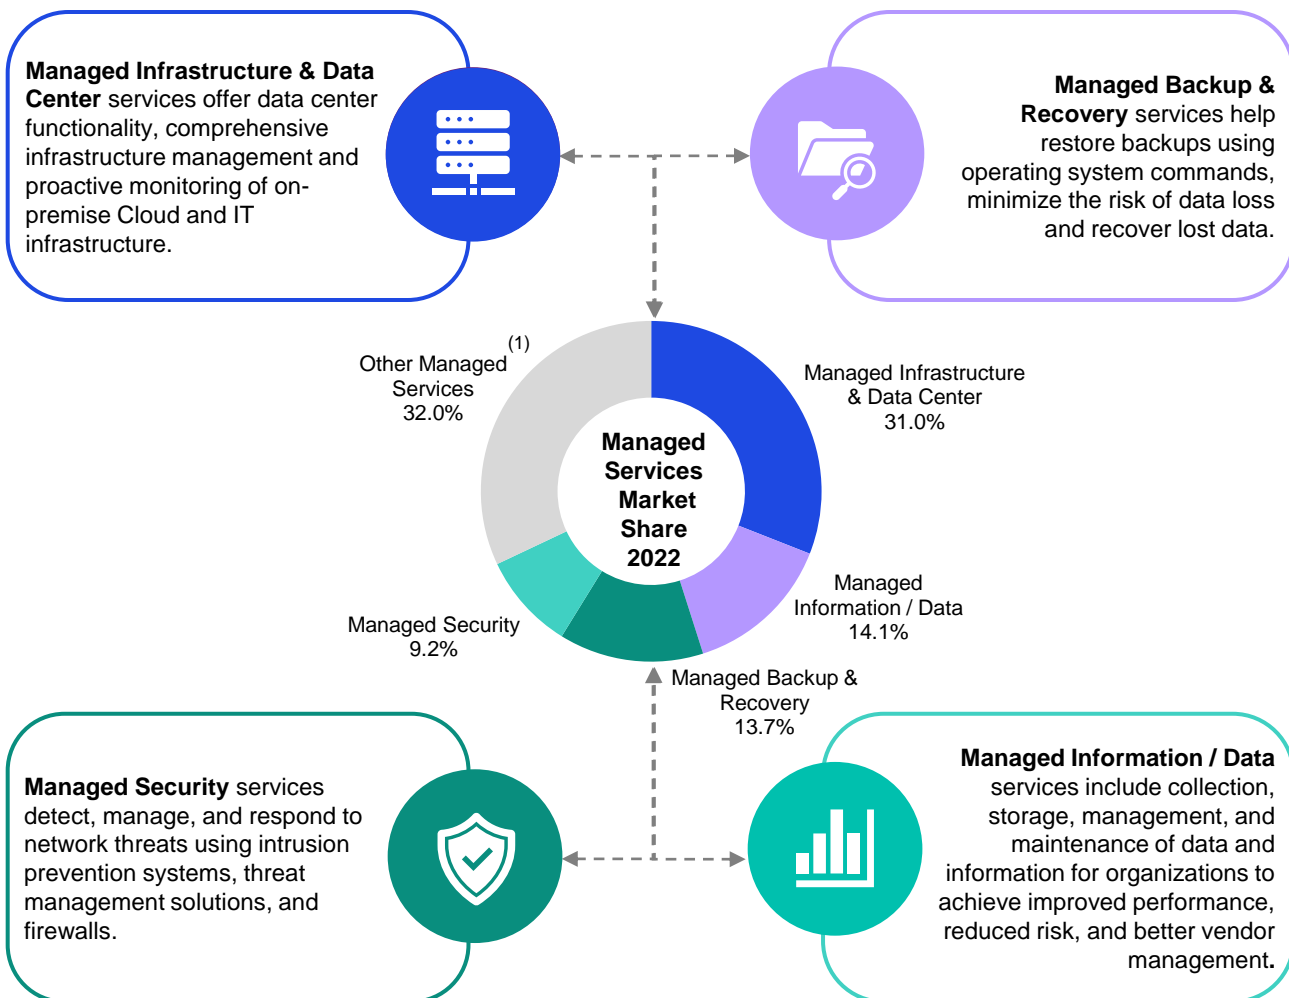 Managed Infrastructure & Data
Center services offer data center
functionality, comprehensive
infrastructure management and
proactive monitoring of on-
premise Cloud and IT
infrastructure.
Managed Backup &
Recovery services help
restore backups using
operating system commands,
minimize the risk of data loss
and recover lost data.
(1)
Other Managed
Services
32.0%
Managed Infrastructure
& Data Center
31.0%
Managed
Services
Market
Share
2022
Managed
Information / Data
14.1%
Managed Security
9.2%
Managed Backup &
Recovery
13.7%
Managed Security services
detect, manage, and respond to
network threats using intrusion
prevention systems, threat
management solutions, and
firewalls.
Managed Information / Data
services include collection,
storage, management, and
maintenance of data and
information for organizations to
achieve improved performance,
reduced risk, and better vendor
management.